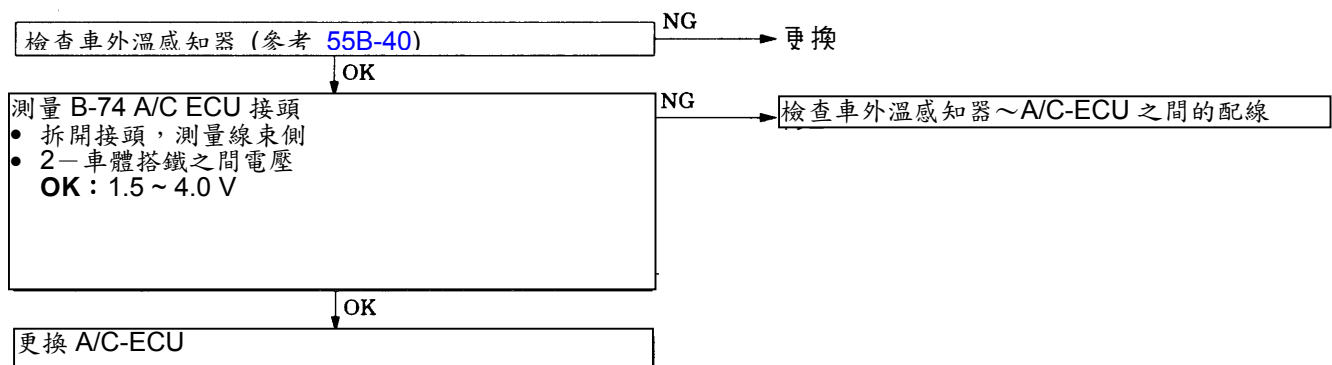 檢查車外溫感知器 (參考 55B-40)
NG
更換
OK
測量 B-74 A/C ECU 接頭
• 拆開接頭，測量線束側
• 2－車體搭鐵之間電壓
OK：1.5 ~ 4.0 V
NG
檢查車外溫感知器～A/C-ECU 之間的配線
OK
更換 A/C-ECU